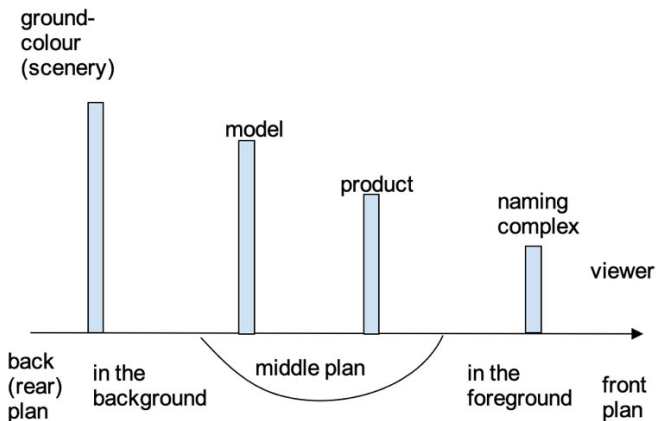 ground-
colour
(scenery)
model
product
naming
complex
viewer
back
(rear)
plan
in the
background
middle plan
in the
foreground
front
plan